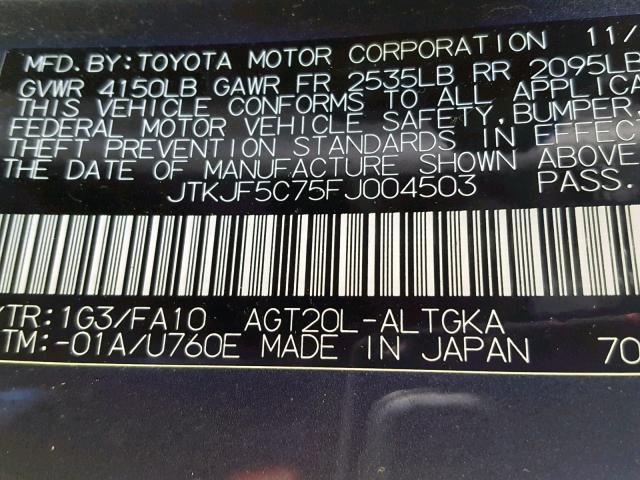 MFD. BY: TOYOTA MOTOR CORPORATION 11/
GVWR 4150LB GAWR FR 2535LB RR 2095LB
THIS VEHICLE CONFORMS TO ALL APPLICA
FEDERAL MOTOR VEHICLE SAFETY, BUMPER,
THEFT PREVENTION STANDARDS IN EFFECT
THE DATE OF MANUFACTURE SHOWN ABOVE
JTKJF5C75FJ004503 PASS.
/TR: 1G3/FA10 AGT20L-ALTGKA
TM: -01A/U760E MADE IN JAPAN 70